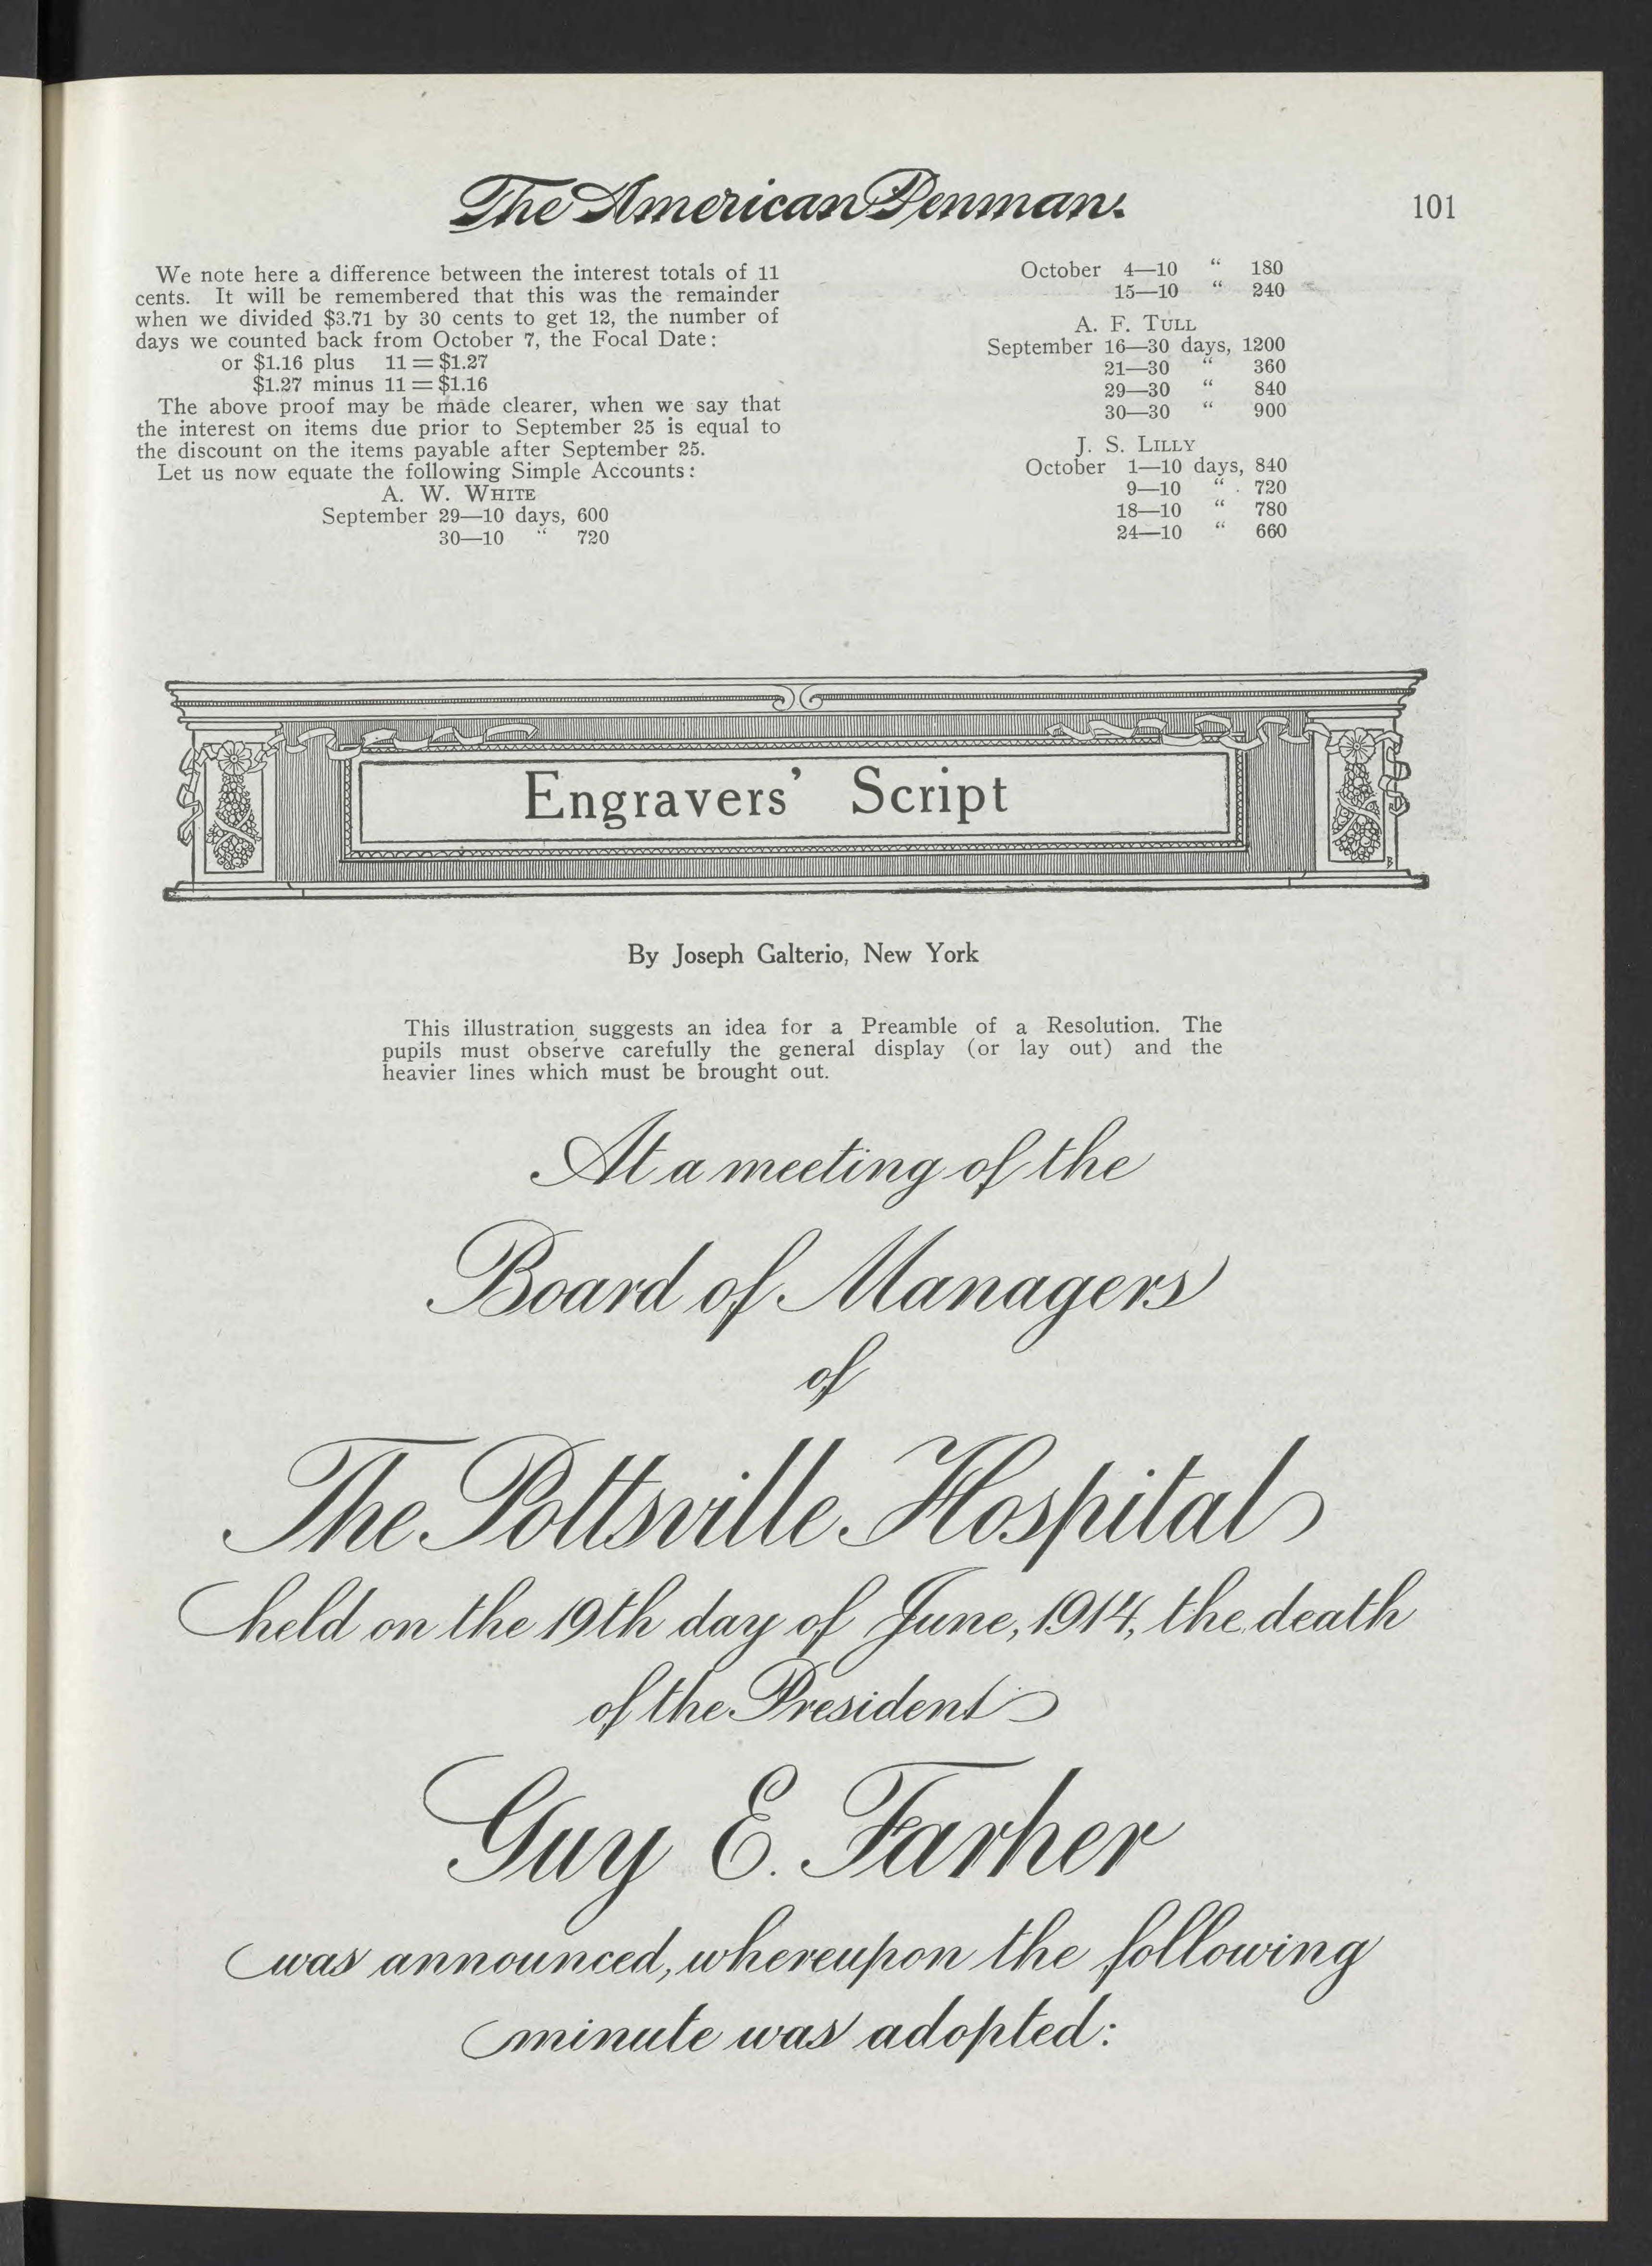 The American Penman.
101
We note here a difference between the interest totals of 11
cents. It will be remembered that this was the remainder
when we divided $3.71 by 30 cents to get 12, the number of
days we counted back from October 7, the Focal Date:
or $1.16 plus 11 = $1.27
$1.27 minus 11 = $1.16
The above proof may be made clearer, when we say that
the interest on items due prior to September 25 is equal to
the discount on the items payable after September 25.
Let us now equate the following Simple Accounts:
A. W. WHITE
September 29—10 days, 600
30—10 “ 720
October 4—10 “ 180
15—10 “ 240
A. F. TULL
September 16—30 days, 1200
21—30 “ 360
29—30 “ 840
30—30 “ 900
J. S. LILLY
October 1—10 days, 840
9—10 “ 720
18—10 “ 780
24—10 “ 660
Engravers’ Script
By Joseph Galterio, New York
This illustration suggests an idea for a Preamble of a Resolution. The
pupils must observe carefully the general display (or lay out) and the
heavier lines which must be brought out.
At a meeting of the
Board of Managers
of
The Pottsville Hospital
held on the 19th day of June, 1914, the death
of the President
Guy E. Farher
was announced, whereupon the following
minute was adopted: